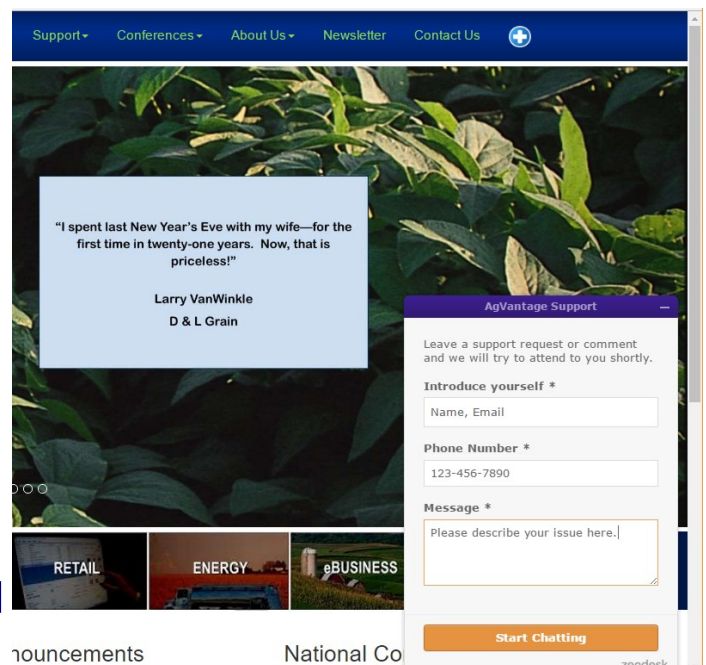 Support Conferences About Us Newsletter Contact Us
“I spent last New Year’s Eve with my wife—for the
first time in twenty-one years. Now, that is
priceless!”
Larry VanWinkle
D & L Grain
AgVantage Support
Leave a support request or comment
and we will try to attend to you shortly.
Introduce yourself *
Name, Email
Phone Number *
123-456-7890
Message *
Please describe your issue here.
Start Chatting
RETAIL ENERGY eBUSINESS
nouncements National Co